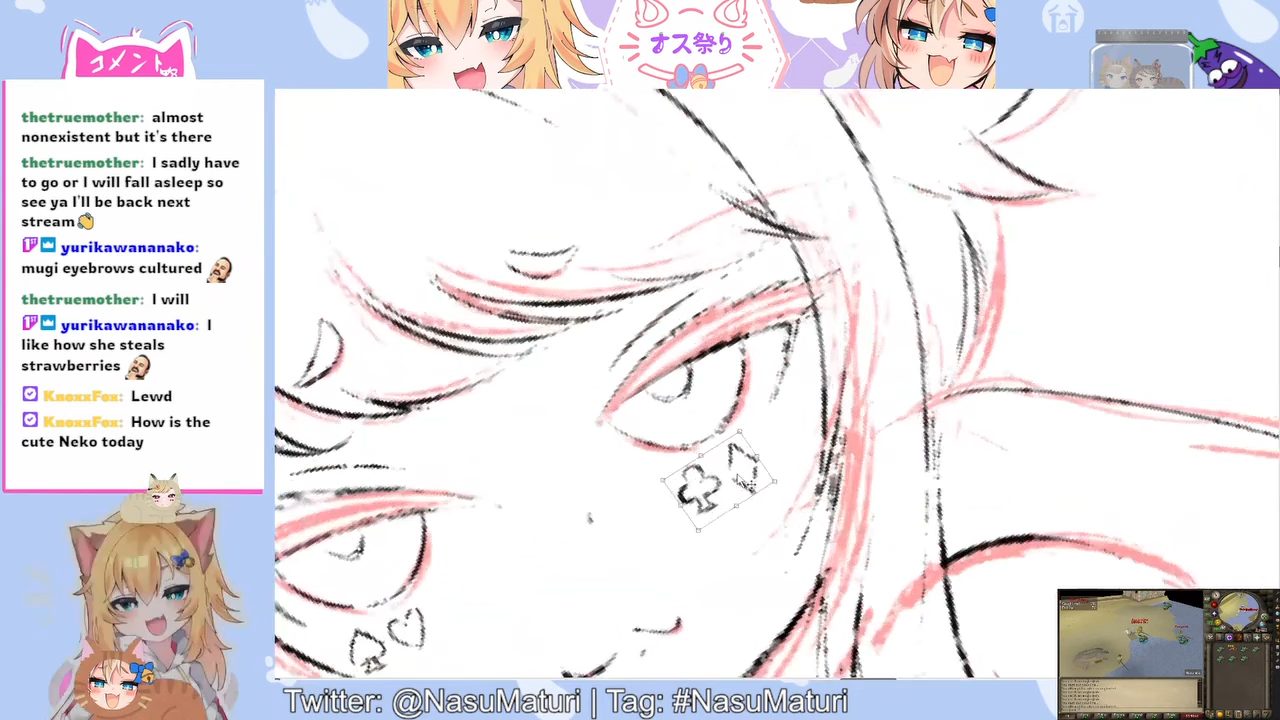 コメント
オス祭り
thetruemother: almost
nonexistent but it's there
thetruemother: I sadly have
to go or I will fall asleep so
see ya I'll be back next
stream
yurikawananako:
mugi eyebrows cultured
thetruemother: I will
yurikawananako: I
like how she steals
strawberries
KnoxxFox: Lewd
KnoxxFox: How is the
cute Neko today
Twitte @NasuMaturi | Tag: #NasuMaturi